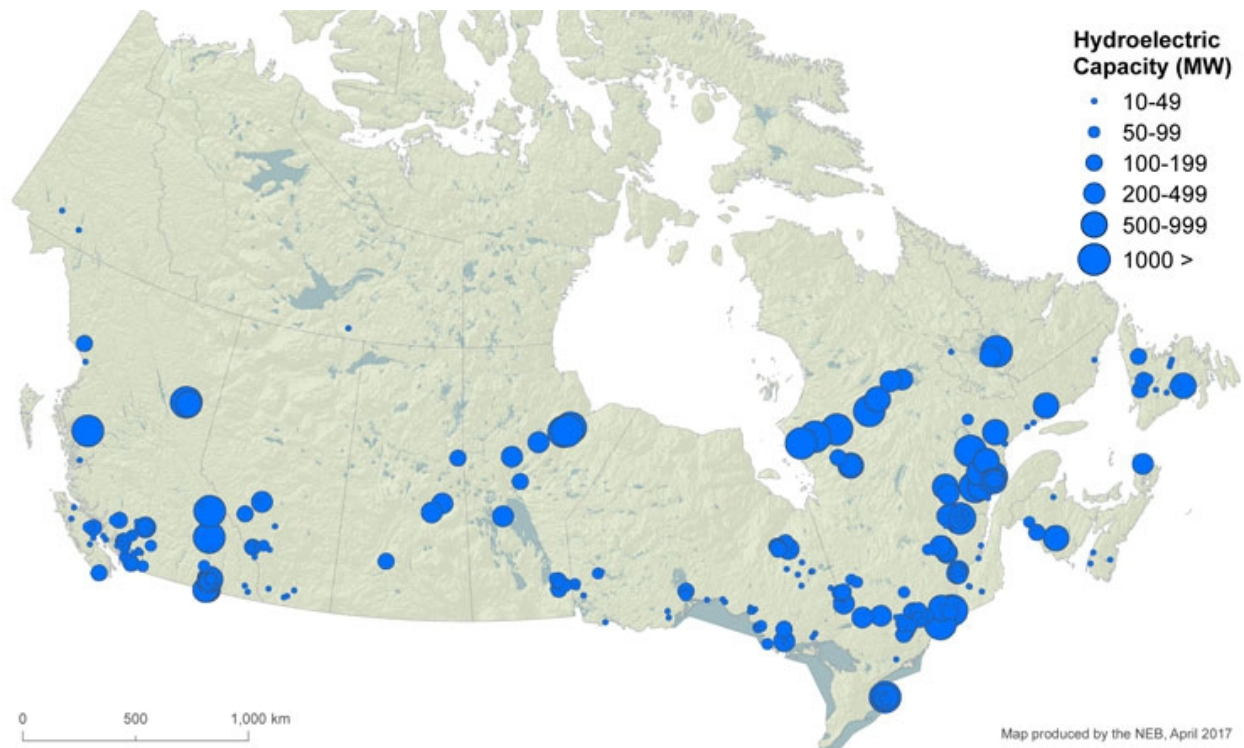 Hydroelectric
Capacity (MW)
10-49
50-99
100-199
200-499
500-999
1000 >
0 500 1,000 km
Map produced by the NEB, April 2017